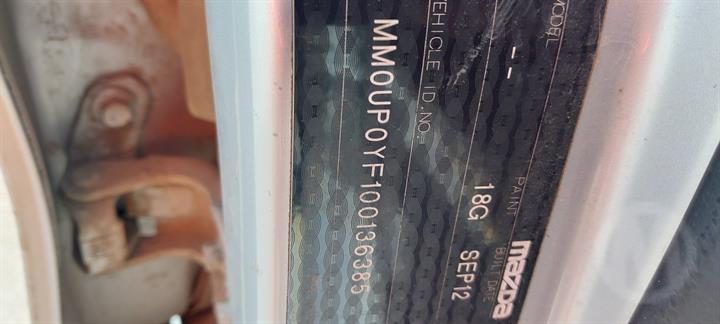 MODEL
--
PAINT
18G
mazda
BUILT DATE
SEP12
VEHICLE ID.NO.
MM0UP0YF100136385